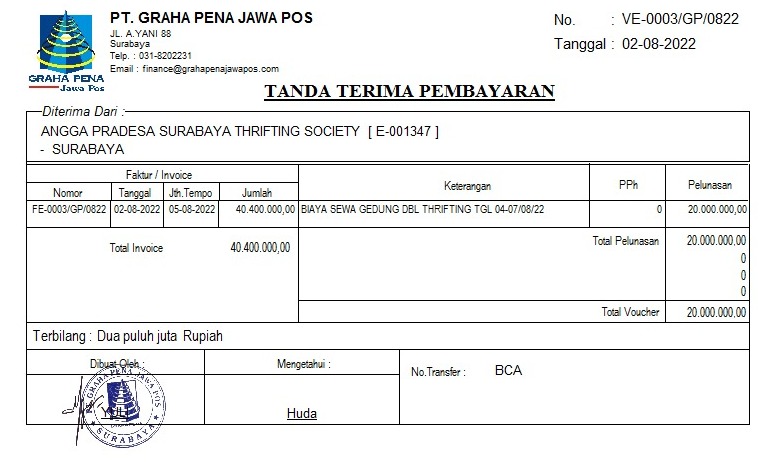 PT. GRAHA PENA JAWA POS
JL. A.YANI 88
Surabaya
Telp. : 031-8202231
Email : finance@grahapenajawapos.com
GRAHA PENA
Jawa Pos
No. : VE-0003/GP/0822
Tanggal : 02-08-2022
TANDA TERIMA PEMBAYARAN
Diterima Dari :
ANGGA PRADESA SURABAYA THRIFTING SOCIETY [ E-001347 ]
- SURABAYA
Faktur / Invoice Keterangan PPh Pelunasan
Nomor Tanggal Jth.Tempo Jumlah
FE-0003/GP/0822 02-08-2022 05-08-2022 40.400.000,00 BIAYA SEWA GEDUNG DBL THRIFTING TGL 04-07/08/22 0 20.000.000,00
Total Invoice 40.400.000,00 Total Pelunasan 20.000.000.00
0
0
0
Total Voucher 20.000.000.00
Terbilang : Dua puluh juta Rupiah
Dibuat Oleh : Mengetahui : No.Transfer : BCA
YULI Huda
PT. GRAHA PENA JAWA POS
SURABAYA